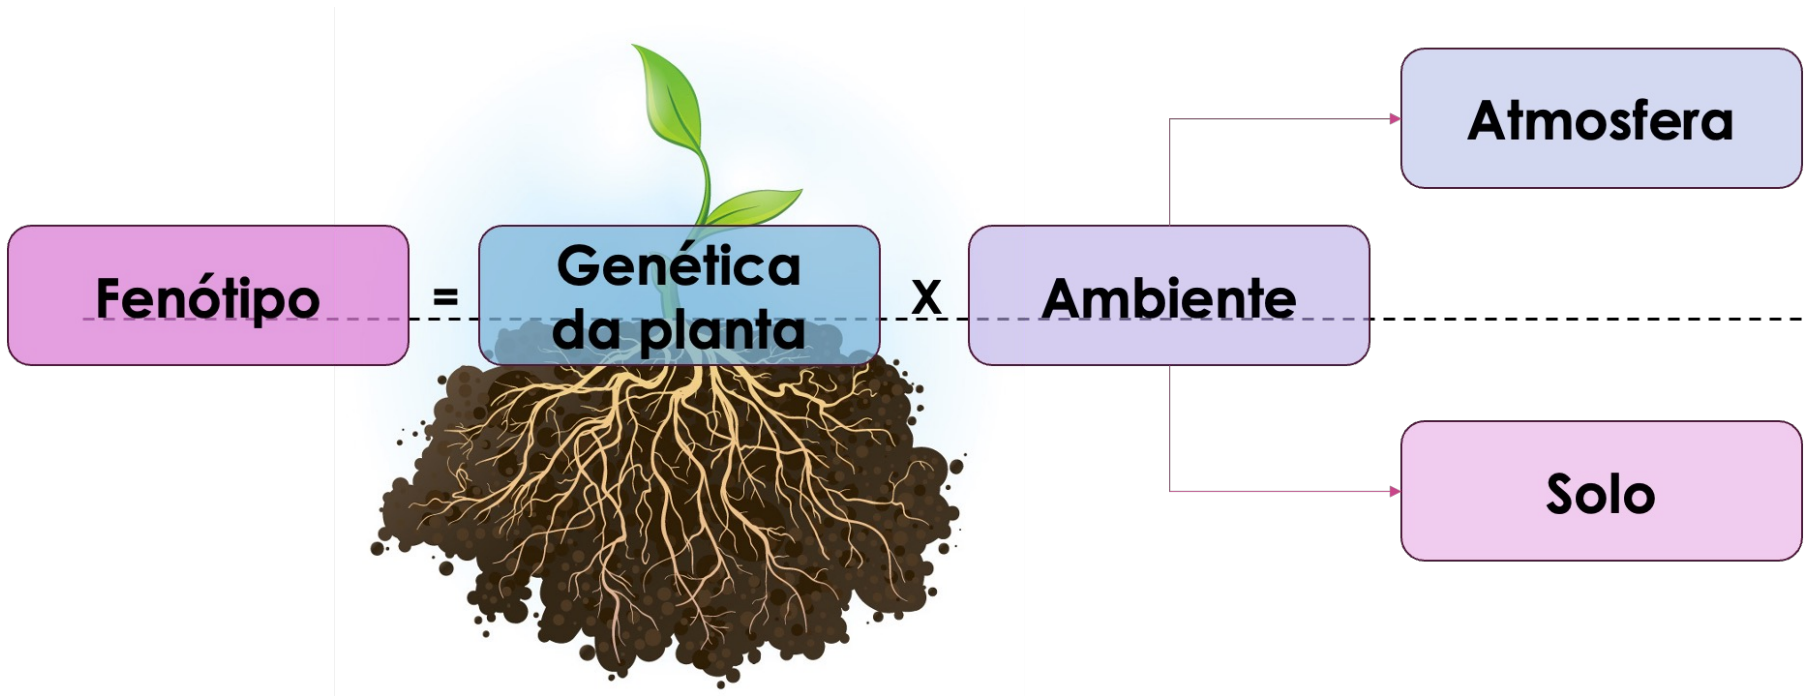 Atmosfera
Fenótipo
=
Genética
da planta
X
Ambiente
Solo